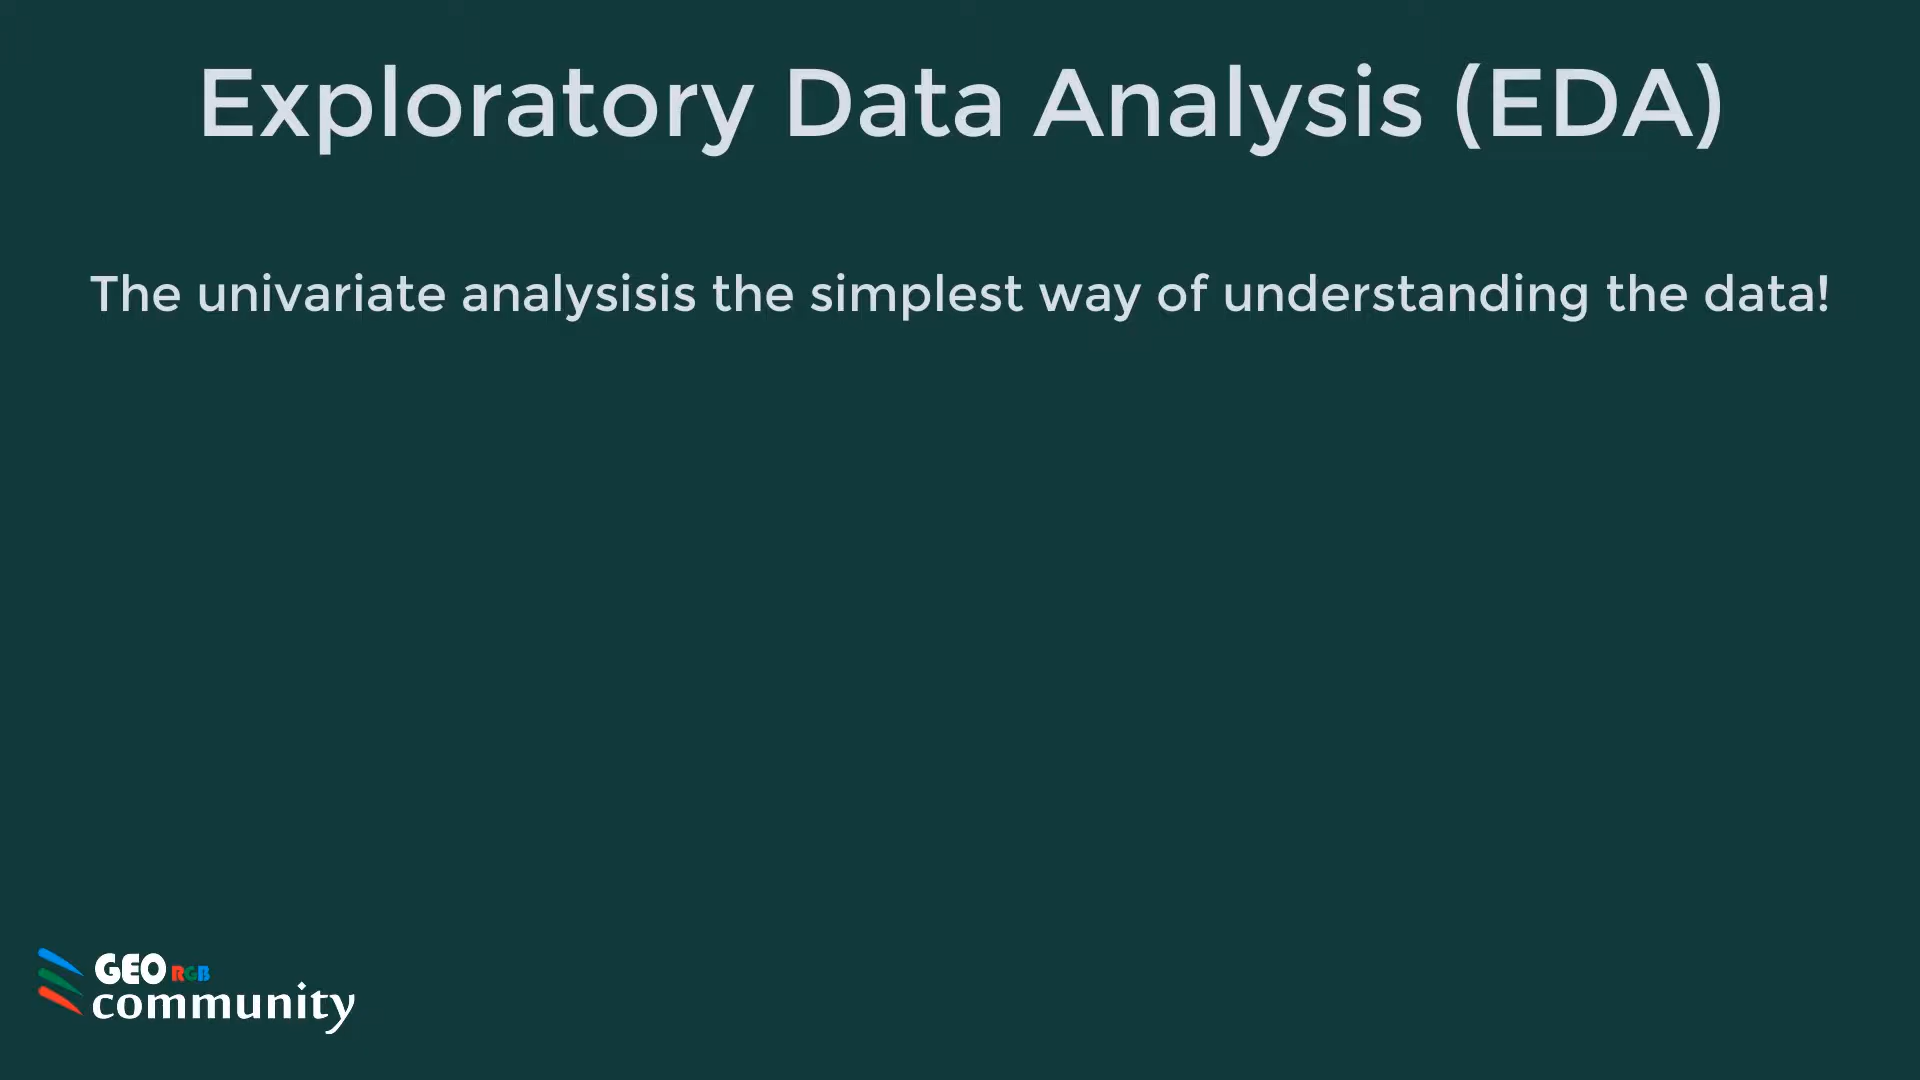 Exploratory Data Analysis (EDA)
The univariate analysisis the simplest way of understanding the data!
GEO RGB
community